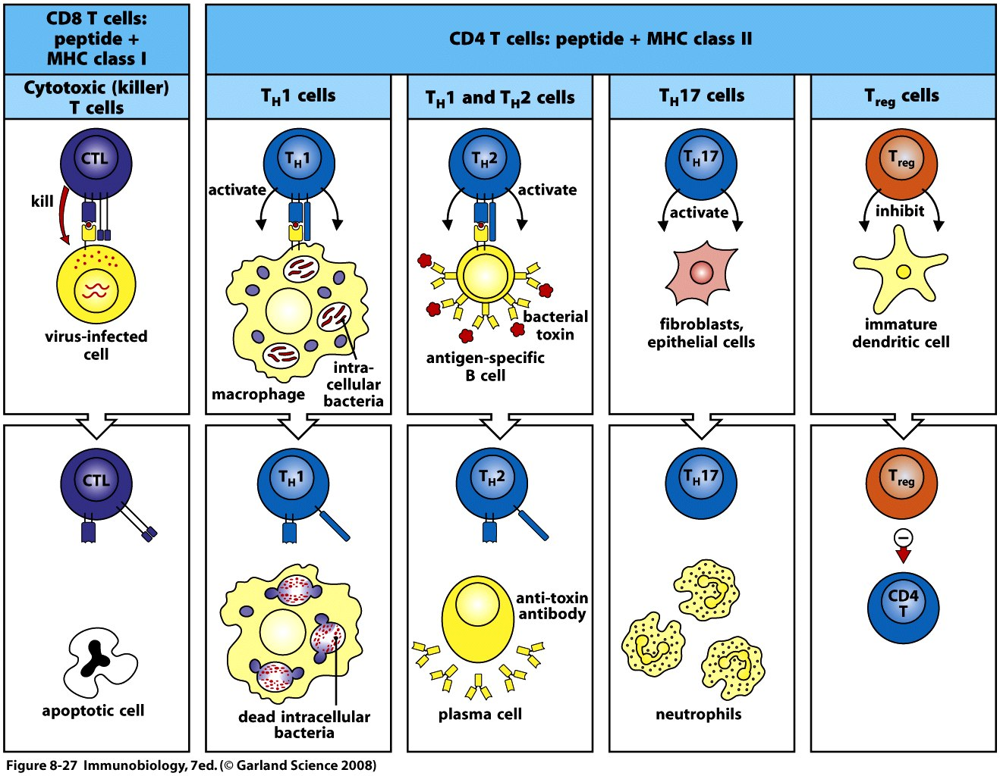 CD8 T cells:
peptide +
MHC class I
CD4 T cells: peptide + MHC class II
Cytotoxic (killer)
T cells
TH1 cells
TH1 and TH2 cells
TH17 cells
Treg cells
CTL
kill
virus-infected
cell
TH1
activate
macrophage
intra-
cellular
bacteria
TH2
activate
bacterial
toxin
antigen-specific
B cell
TH17
activate
fibroblasts,
epithelial cells
Treg
inhibit
immature
dendritic cell
CTL
apoptotic cell
TH1
dead intracellular
bacteria
TH2
anti-toxin
antibody
plasma cell
TH17
neutrophils
Treg
−
CD4
T
Figure 8-27 Immunobiology, 7ed. (© Garland Science 2008)